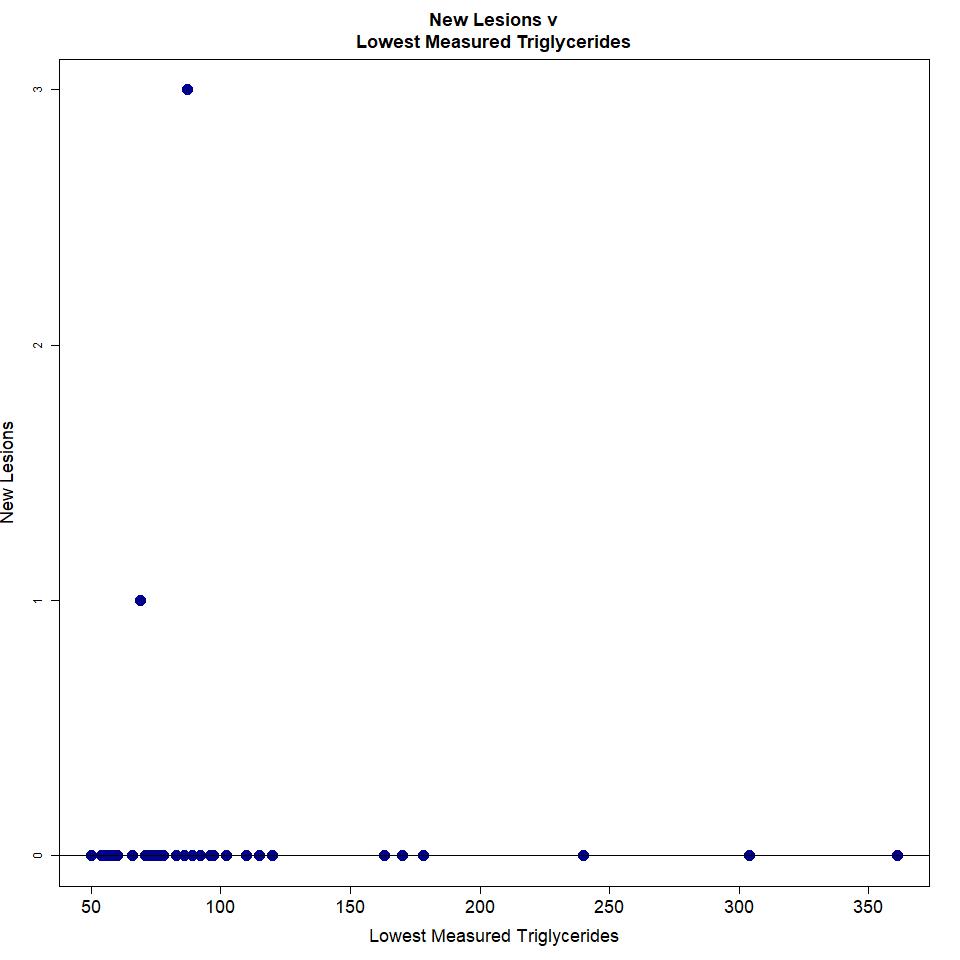 New Lesions v
Lowest Measured Triglycerides
3
2
1
0
New Lesions
50 100 150 200 250 300 350
Lowest Measured Triglycerides